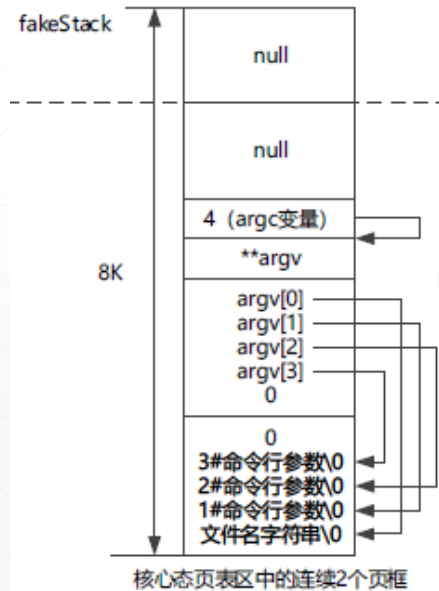 fakeStack
null
null
4（argc变量）
**argv
8K
argv[0]
argv[1]
argv[2]
argv[3]
0
0
3#命令行参数\0
2#命令行参数\0
1#命令行参数\0
文件名字符串\0
核心态页表区中的连续2个页框